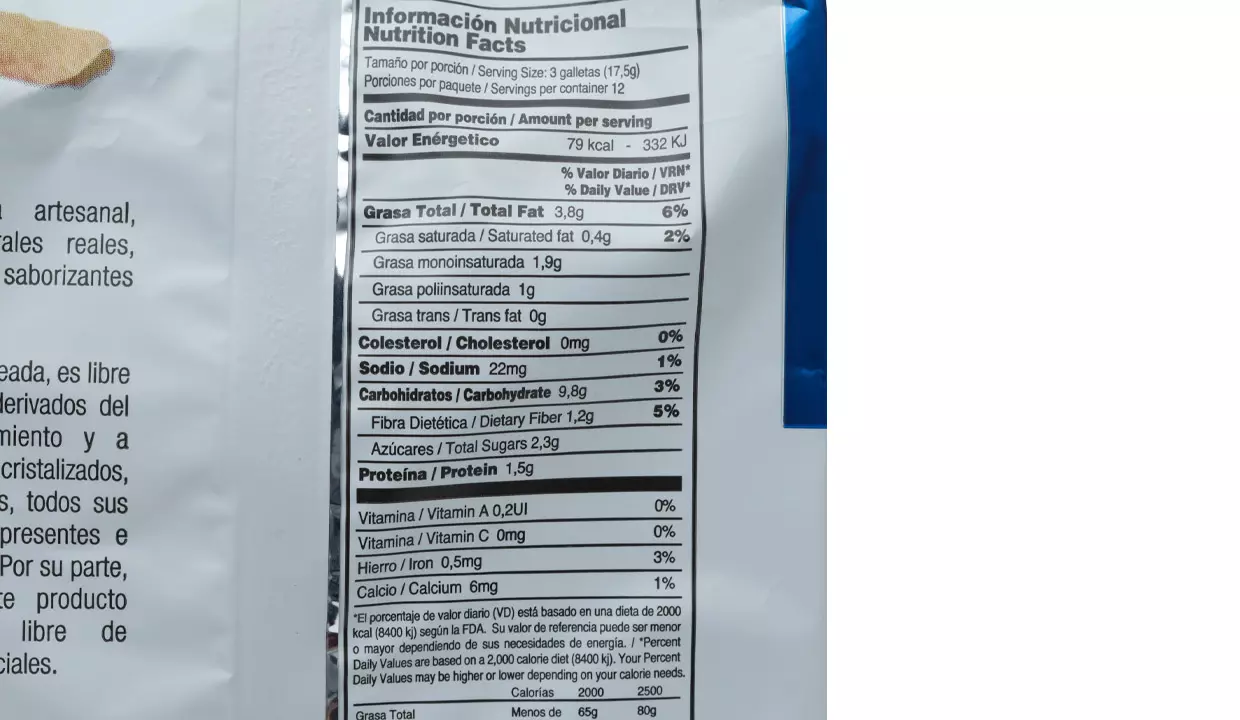 artesanal,
reales,
saborizantes
es libre
del
y a
cristalizados,
todos sus
presentes e
Por su parte,
producto
libre de
Información Nutricional
Nutrition Facts
Tamaño por porción / Serving Size: 3 galletas (17,5g)
Porciones por paquete / Servings per container 12
Cantidad por porción / Amount per serving
Valor Enérgetico 79 kcal - 332 KJ
% Valor Diario / VRN*
% Daily Value / DRV*
Grasa Total / Total Fat 3,8g 6%
Grasa saturada / Saturated fat 0,4g 2%
Grasa monoinsaturada 1,9g
Grasa poliinsaturada 1g
Grasa trans / Trans fat 0g
Colesterol / Cholesterol 0mg 0%
Sodio / Sodium 22mg 1%
Carbohidratos / Carbohydrate 9,8g 3%
Fibra Dietética / Dietary Fiber 1,2g 5%
Azúcares / Total Sugars 2,3g
Proteína / Protein 1,5g
Vitamina / Vitamin A 0,2UI 0%
Vitamina / Vitamin C 0mg 0%
Hierro / Iron 0,5mg 3%
Calcio / Calcium 6mg 1%
*El porcentaje de valor diario (VD) está basado en una dieta de 2000
kcal (8400 kj) según la FDA. Su valor de referencia puede ser menor
o mayor dependiendo de sus necesidades de energía. / *Percent
Daily Values are based on a 2,000 calorie diet (8400 kj). Your Percent
Daily Values may be higher or lower depending on your calorie needs.
Calorías 2000 2500
Grasa Total Menos de 65g 80g